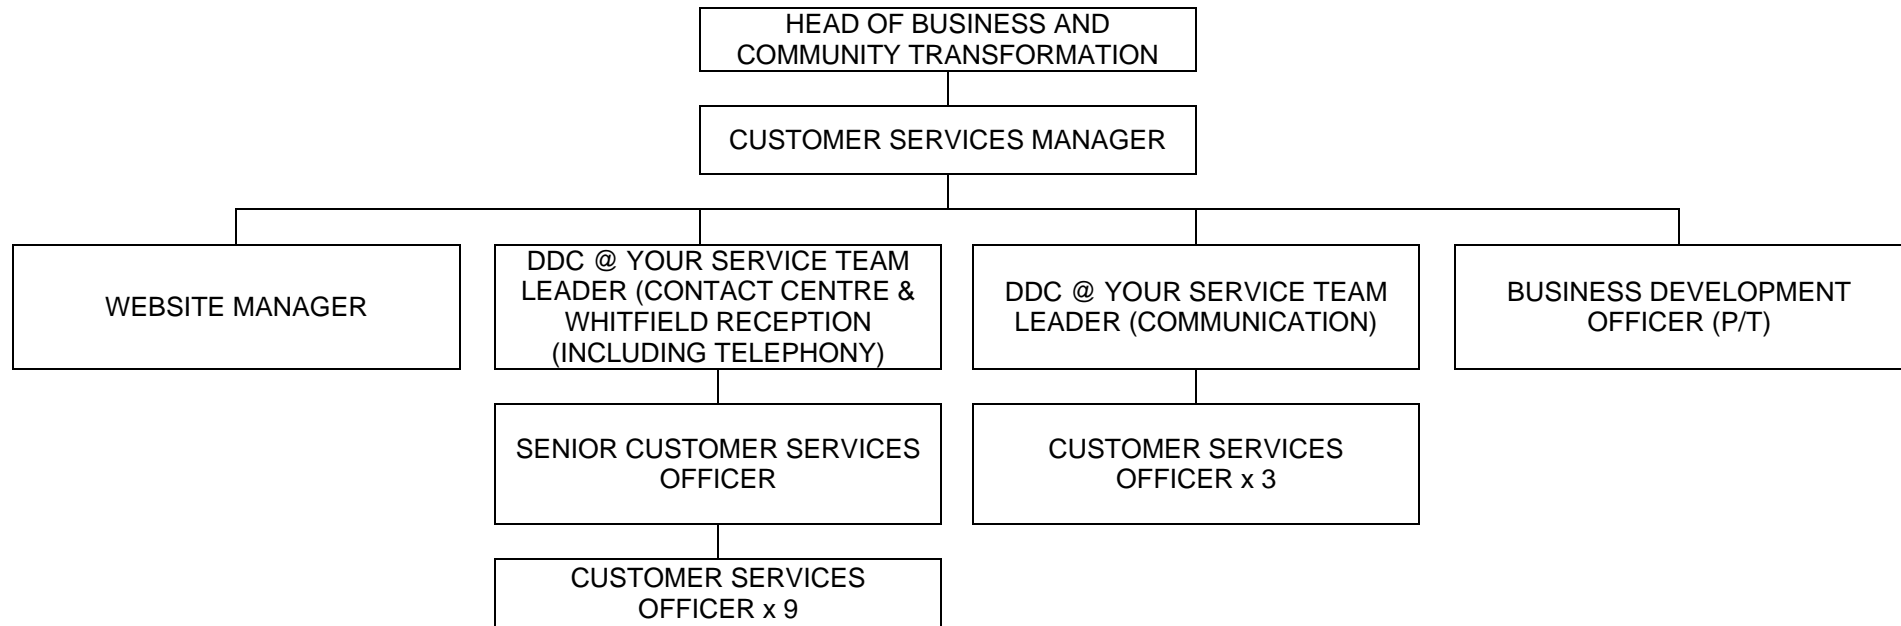 HEAD OF BUSINESS AND
COMMUNITY TRANSFORMATION
CUSTOMER SERVICES MANAGER
WEBSITE MANAGER
DDC @ YOUR SERVICE TEAM
LEADER (CONTACT CENTRE &
WHITFIELD RECEPTION
(INCLUDING TELEPHONY)
DDC @ YOUR SERVICE TEAM
LEADER (COMMUNICATION)
BUSINESS DEVELOPMENT
OFFICER (P/T)
SENIOR CUSTOMER SERVICES
OFFICER
CUSTOMER SERVICES
OFFICER x 3
CUSTOMER SERVICES
OFFICER x 9